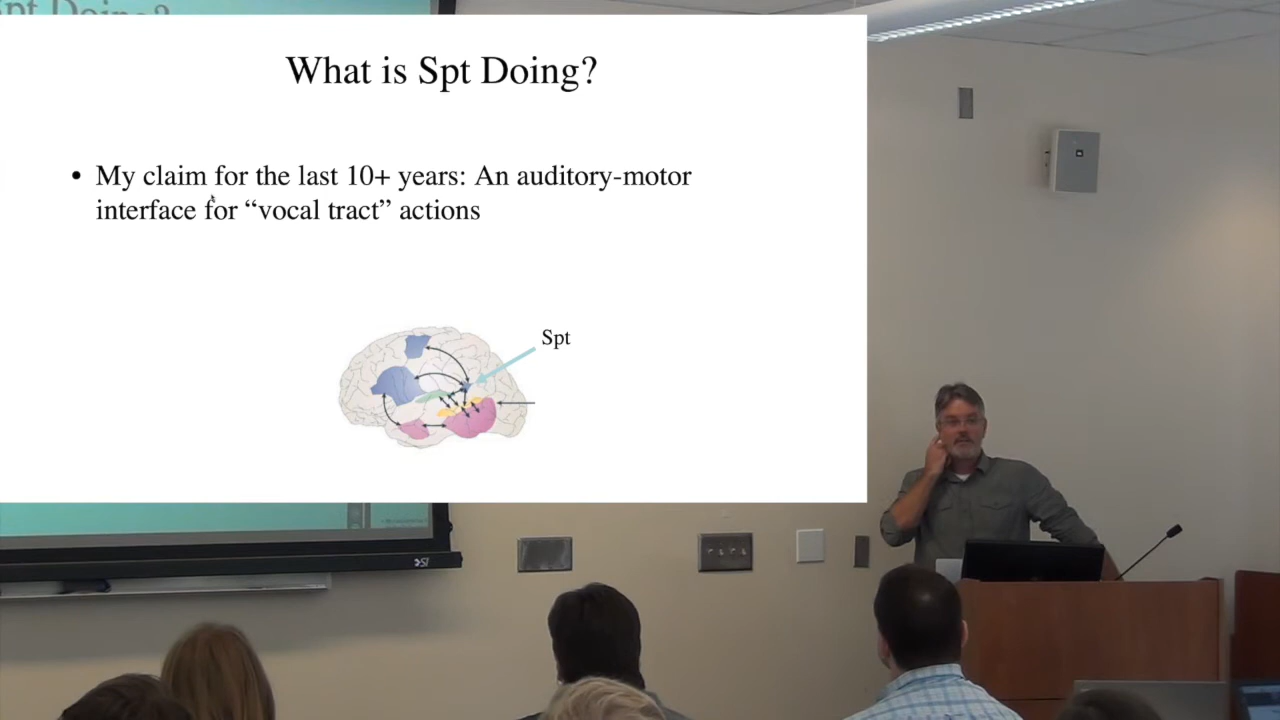 What is Spt Doing?
• My claim for the last 10+ years: An auditory-motor
interface for “vocal tract” actions
Spt